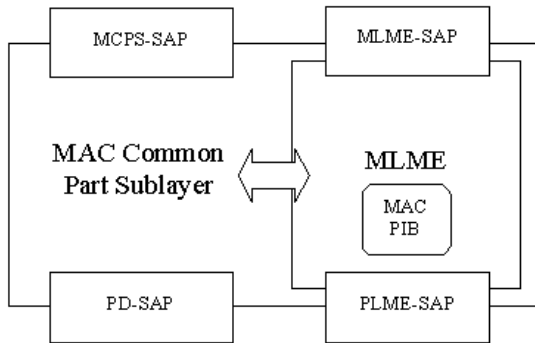 MCPS-SAP
MLME-SAP
MAC Common
Part Sublayer
MLME
MAC
PIB
PD-SAP
PLME-SAP